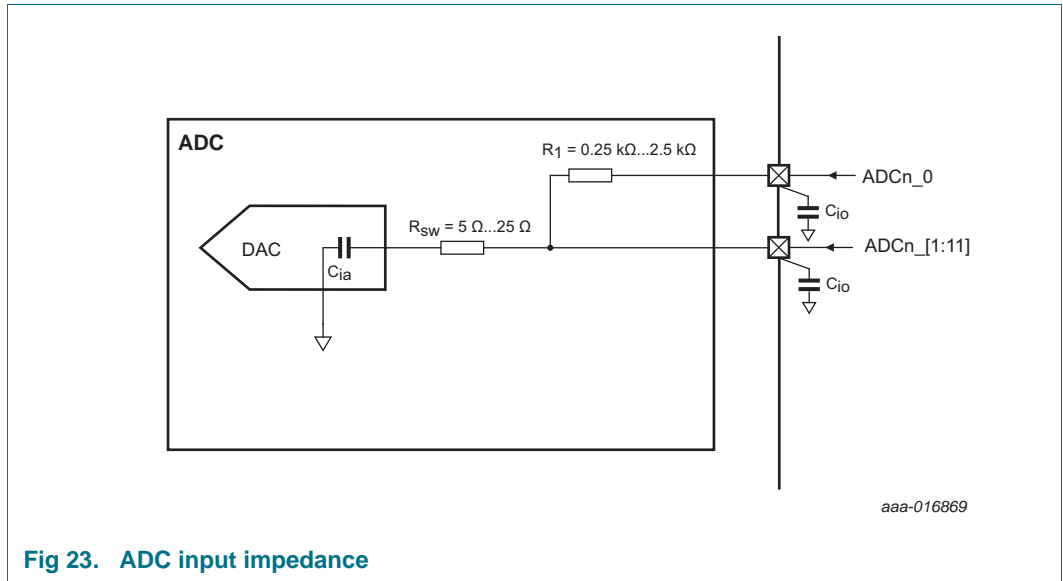 ADC
R1 = 0.25 kΩ...2.5 kΩ
ADCn_0
Cio
Rsw = 5 Ω...25 Ω
DAC
ADCn_[1:11]
Cia
Cio
aaa-016869
Fig 23. ADC input impedance